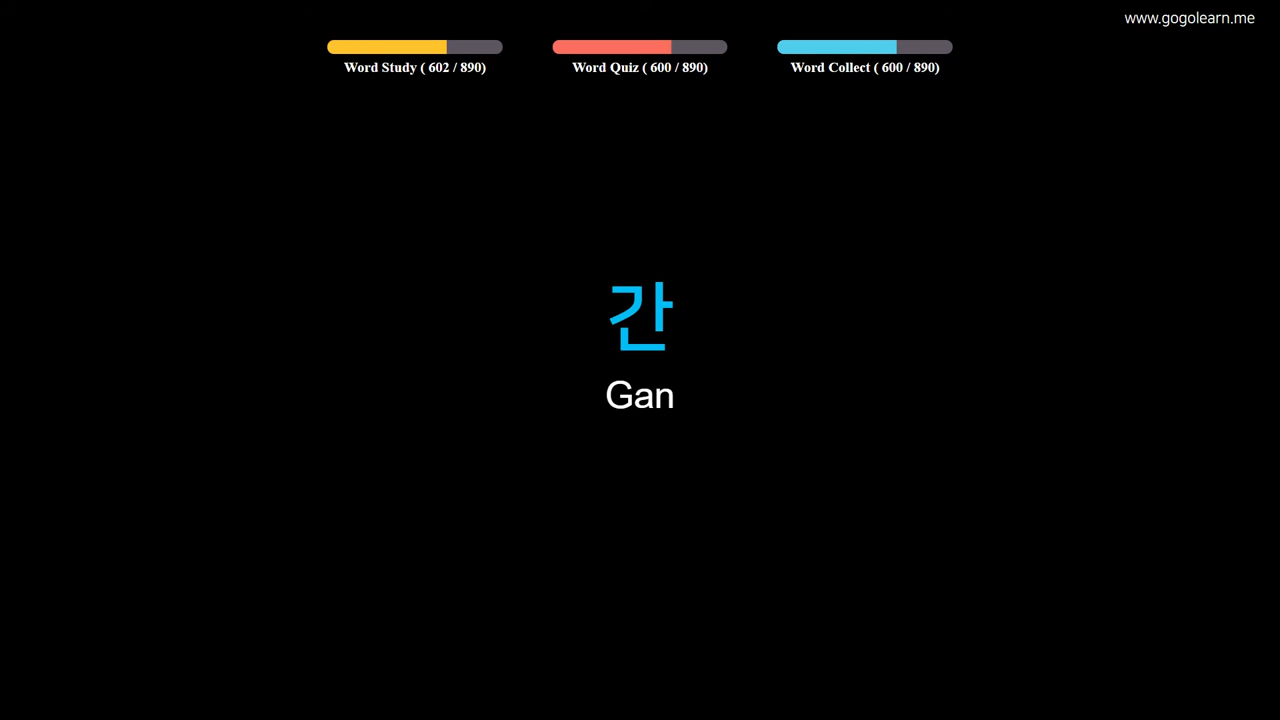 www.gogolearn.me
Word Study ( 602 / 890)
Word Quiz ( 600 / 890)
Word Collect ( 600 / 890)
간
Gan